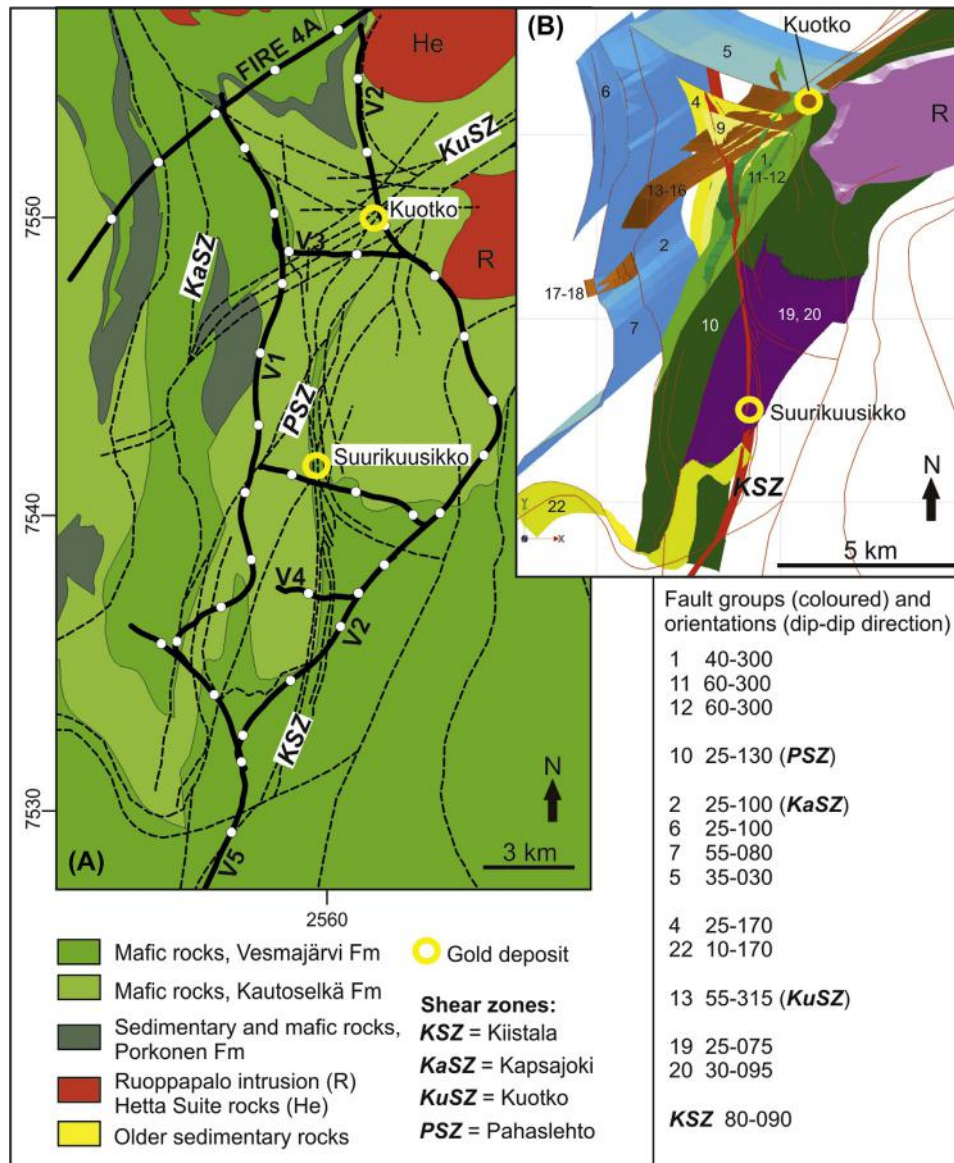 FIRE 4A
V2
He
KuSZ
7550
Kuotko
KaSZ
V3
R
V1
PSZ
Suurikuusikko
7540
V4
V2
KSZ
N
7530
(A)
V5
3 km
2560
(B)
Kuotko
5
6
4
9
R
1,
11-12
13-16
2
17-18
7
10
19, 20
Suurikuusikko
KSZ
22
Y
X
N
5 km
Mafic rocks, Vesmajärvi Fm
Mafic rocks, Kautoselkä Fm
Sedimentary and mafic rocks,
Porkonen Fm
Ruoppapalo intrusion (R)
Hetta Suite rocks (He)
Older sedimentary rocks
Gold deposit
Shear zones:
KSZ = Kiistala
KaSZ = Kapsajoki
KuSZ = Kuotko
PSZ = Pahaslehto
Fault groups (coloured) and
orientations (dip-dip direction)
1 40-300
11 60-300
12 60-300
10 25-130 (PSZ)
2 25-100 (KaSZ)
6 25-100
7 55-080
5 35-030
4 25-170
22 10-170
13 55-315 (KuSZ)
19 25-075
20 30-095
KSZ 80-090